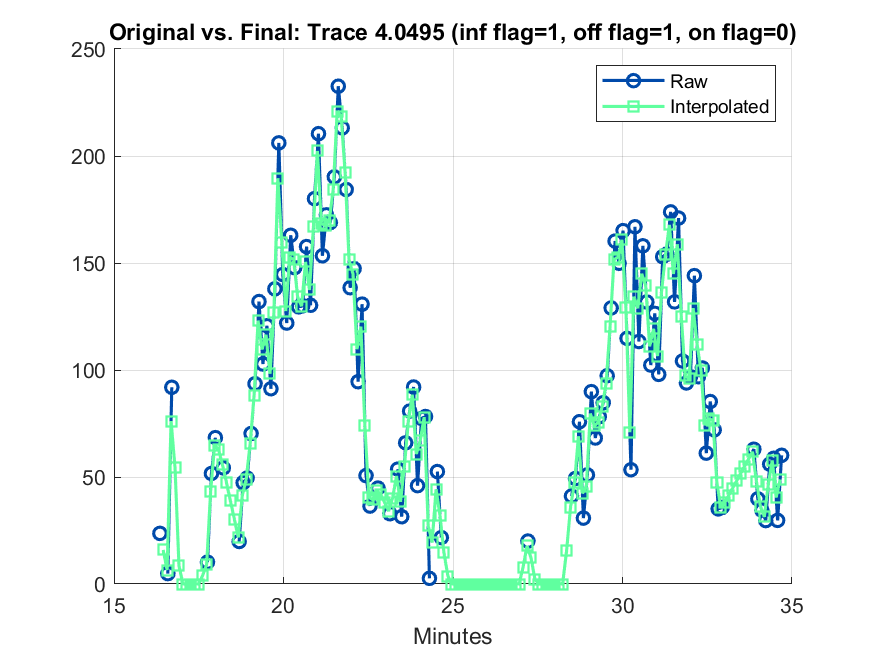 Original vs. Final: Trace 4.0495 (inf flag=1, off flag=1, on flag=0)
250
200
150
100
50
0
15
20
25
30
35
Minutes
Raw
Interpolated